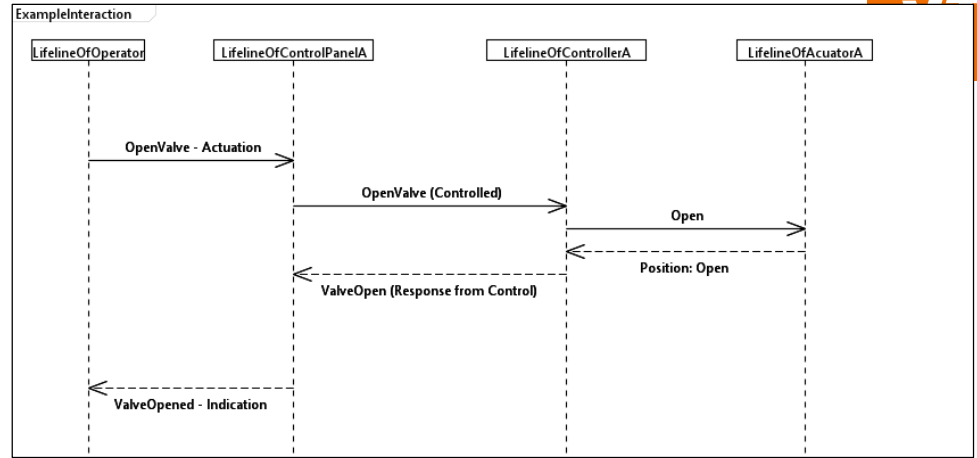 ExampleInteraction
LifelineOfOperator
LifelineOfControlPanelA
LifelineOfControllerA
LifelineOfAcuatorA
OpenValve - Actuation
OpenValve (Controlled)
Open
Position: Open
ValveOpen (Response from Control)
ValveOpened - Indication